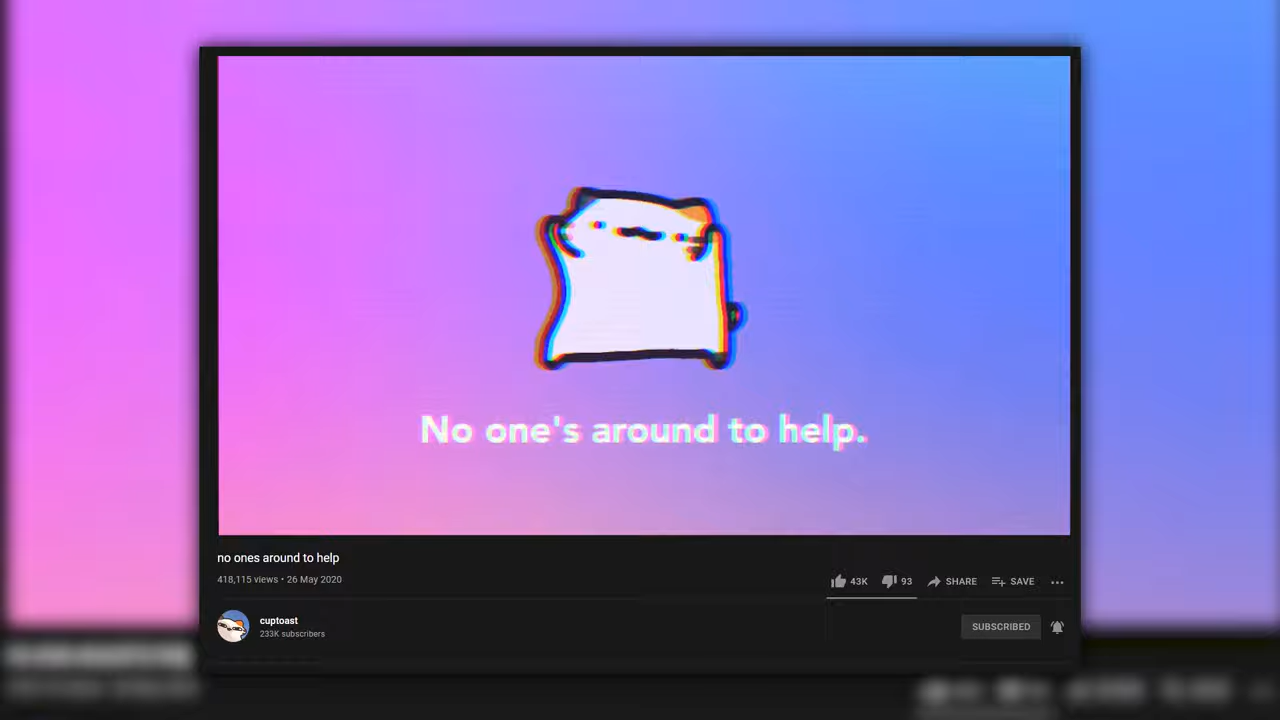 No one's around to help.
no ones around to help
418,115 views • 26 May 2020
43K 93 SHARE SAVE
cuptoast
233K subscribers
SUBSCRIBED